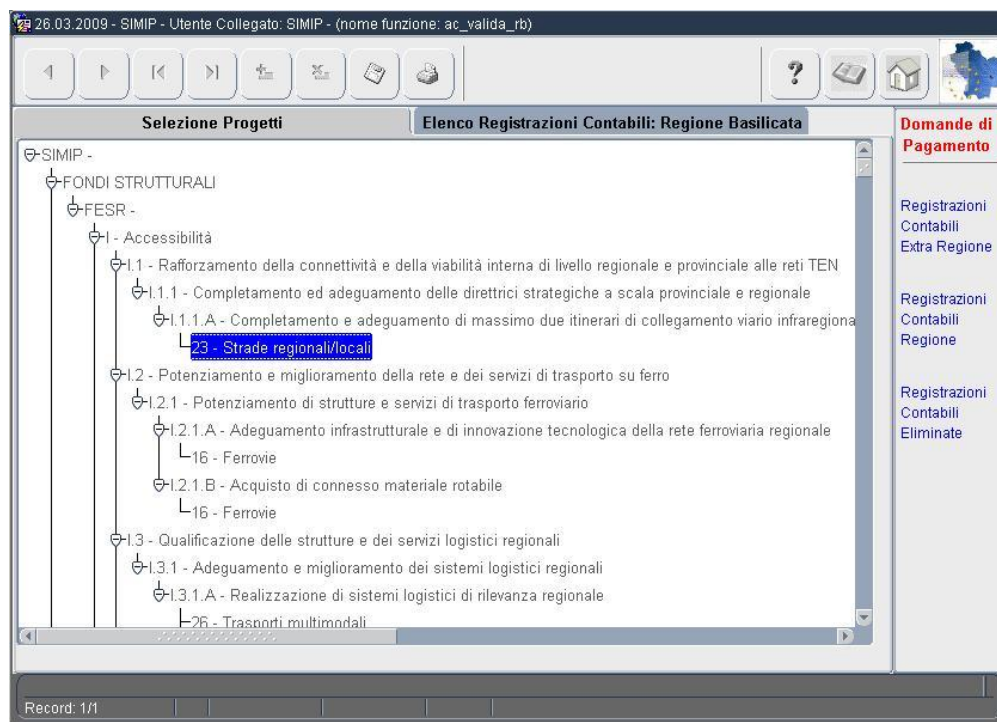 26.03.2009 - SIMIP - Utente Collegato: SIMIP - (nome funzione: ac_valida_rb)
?
Selezione Progetti
Elenco Registrazioni Contabili: Regione Basilicata
SIMIP -
FONDI STRUTTURALI
FESR -
I - Accessibilità
I.1 - Rafforzamento della connettività e della viabilità interna di livello regionale e provinciale alle reti TEN
I.1.1 - Completamento ed adeguamento delle direttrici strategiche a scala provinciale e regionale
I.1.1.A - Completamento e adeguamento di massimo due itinerari di collegamento viario infraregiona
23 - Strade regionali/locali
I.2 - Potenziamento e miglioramento della rete e dei servizi di trasporto su ferro
I.2.1 - Potenziamento di strutture e servizi di trasporto ferroviario
I.2.1.A - Adeguamento infrastrutturale e di innovazione tecnologica della rete ferroviaria regionale
16 - Ferrovie
I.2.1.B - Acquisto di connesso materiale rotabile
16 - Ferrovie
I.3 - Qualificazione delle strutture e dei servizi logistici regionali
I.3.1 - Adeguamento e miglioramento dei sistemi logistici regionali
I.3.1.A - Realizzazione di sistemi logistici di rilevanza regionale
26 - Trasporti multimodali
Domande di
Pagamento
Registrazioni
Contabili
Extra Regione
Registrazioni
Contabili
Regione
Registrazioni
Contabili
Eliminate
Record: 1/1